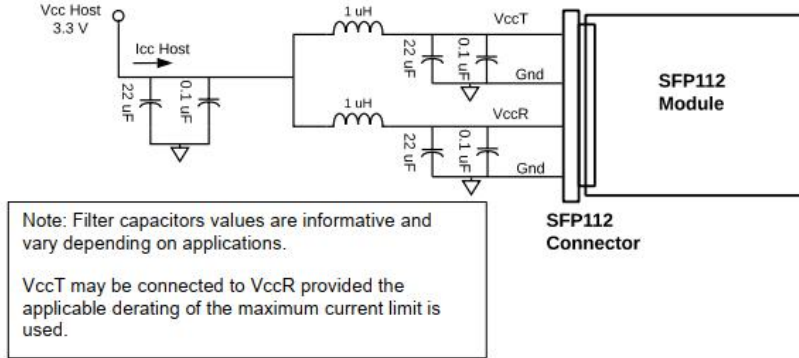 Vcc Host
3.3 V
Icc Host
22 uF
0.1 uF
1 uH
VccT
22 uF
0.1 uF
Gnd
1 uH
VccR
22 uF
0.1 uF
Gnd
SFP112
Module
SFP112
Connector
Note: Filter capacitors values are informative and
vary depending on applications.
VccT may be connected to VccR provided the
applicable derating of the maximum current limit is
used.